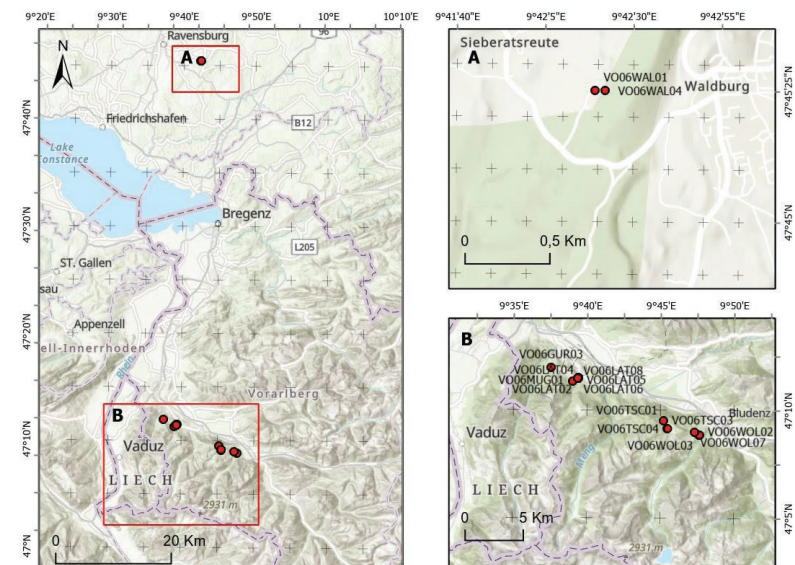 9°20'E 9°30'E 9°40'E 9°50'E 10°E 10°10'E
N
Ravensburg
A
96
47°40'N
Friedrichshafen
B12
Lake
onstance
47°30'N
Bregenz
L205
ST. Gallen
sau
47°20'N
Appenzell
ell-Innerrhoden
Rhein
Vorarlberg
B
47°10'N
Vaduz
LIECH
2931 m
47°N
0 20 Km
9°41'40"E 9°42'5"E 9°42'30"E 9°42'55"E
Sieberatsreute
A
VO06WAL01
VO06WAL04
Waldburg
47°45'25"N
47°45'N
0 0,5 Km
9°35'E 9°40'E 9°45'E 9°50'E
B
VO06GUR03
VO06LAT04 VO06LAT08
VO06MUG01 VO06LAT05
VO06LAT02 VO06LAT06
VO06TSC01
VO06TSC03
Bludenz
VO06TSC04
VO06WOL02
VO06WOL03 VO06WOL07
47°10'N
Vaduz
Meng
LIECH
47°5'N
0 5 Km
2931 m